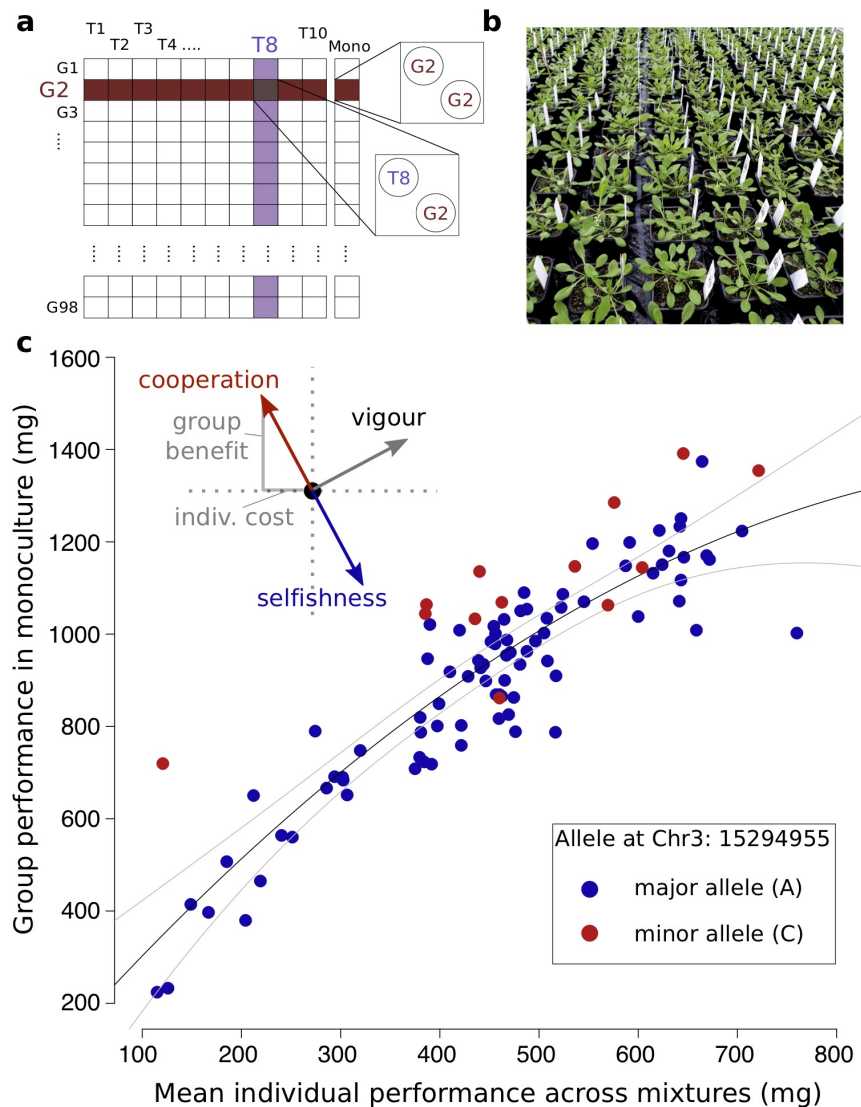 a
b
T1
T3
T10
T2
T4 ....
T8
Mono
G1
G2
G3
....
G2
G2
T8
G2
...
G98
c
1600
1400
1200
1000
800
600
400
200
Group performance in monoculture (mg)
cooperation
group
benefit
vigour
indiv. cost
selfishness
Allele at Chr3: 15294955
major allele (A)
minor allele (C)
100
200
300
400
500
600
700
800
Mean individual performance across mixtures (mg)